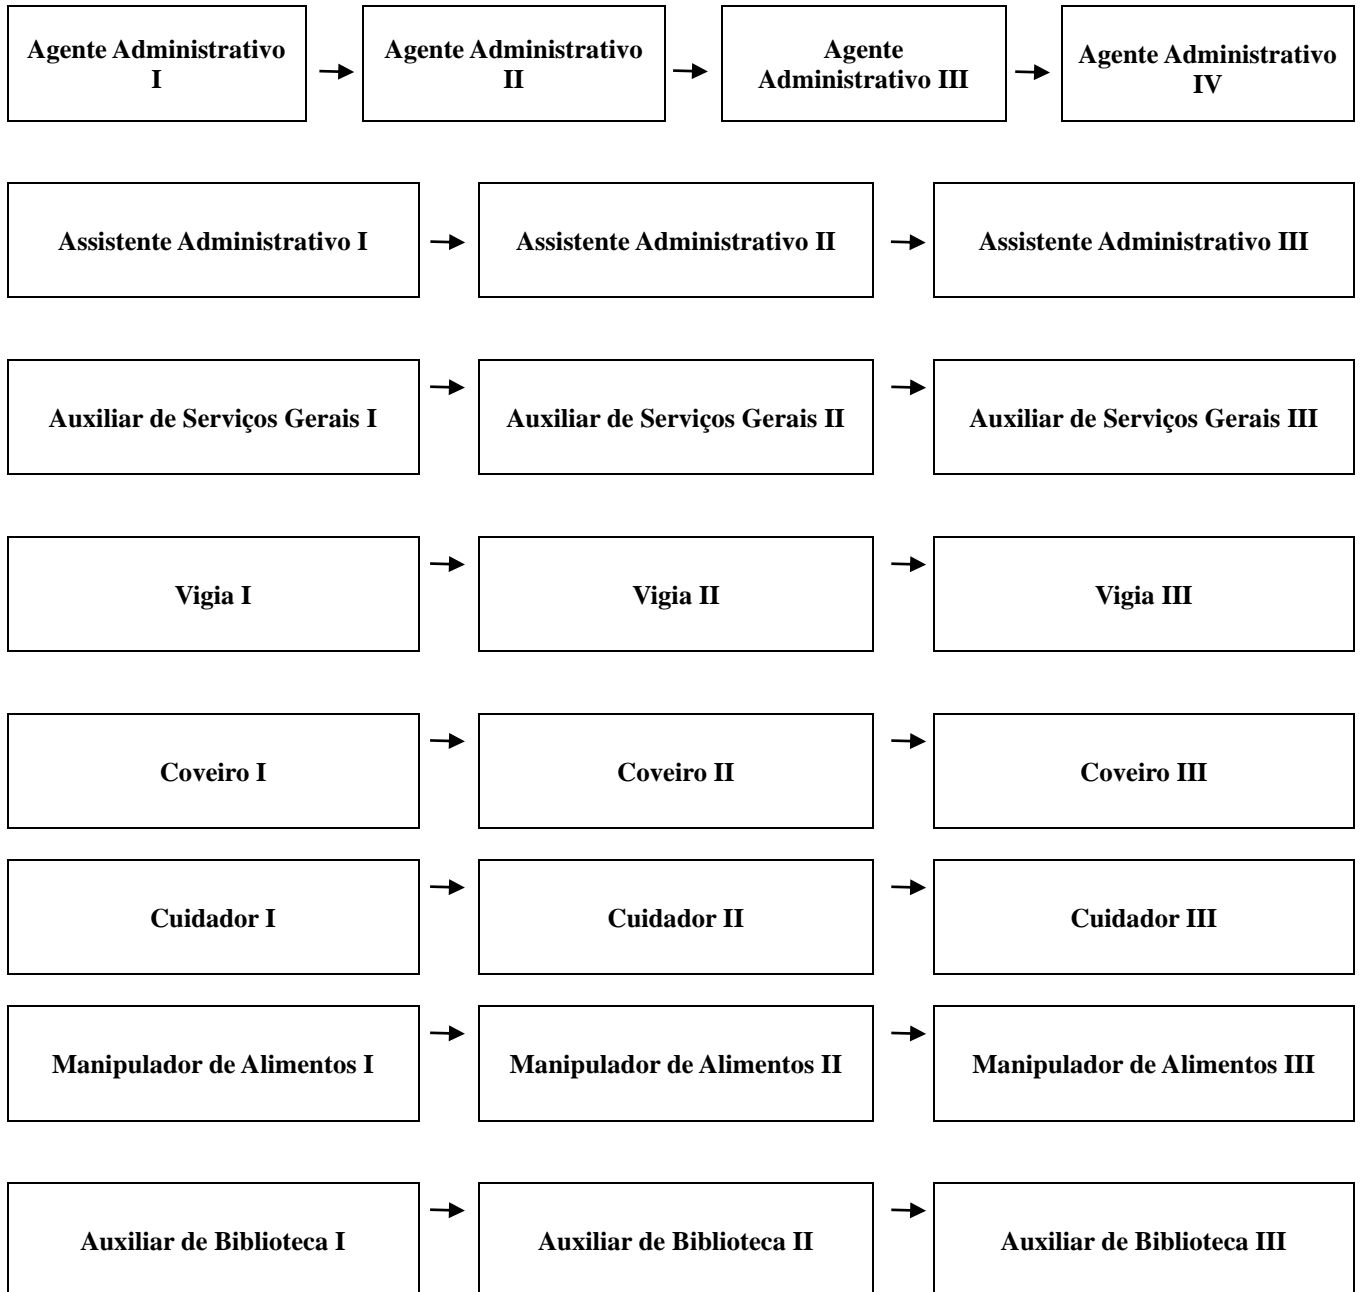 Agente Administrativo
I
Agente Administrativo
II
Agente
Administrativo III
Agente Administrativo
IV
Assistente Administrativo I
Assistente Administrativo II
Assistente Administrativo III
Auxiliar de Serviços Gerais I
Auxiliar de Serviços Gerais II
Auxiliar de Serviços Gerais III
Vigia I
Vigia II
Vigia III
Coveiro I
Coveiro II
Coveiro III
Cuidador I
Cuidador II
Cuidador III
Manipulador de Alimentos I
Manipulador de Alimentos II
Manipulador de Alimentos III
Auxiliar de Biblioteca I
Auxiliar de Biblioteca II
Auxiliar de Biblioteca III